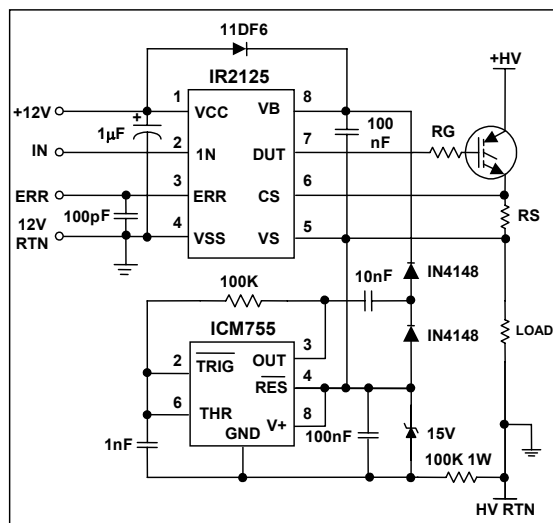 11DF6
+HV
IR2125
+12V
1
VCC
VB
8
+
1μF
100
nF
IN
2
1N
DUT
7
RG
ERR
3
ERR
CS
6
100pF
RS
12V
RTN
4
VSS
VS
5
100K
10nF
IN4148
ICM755
IN4148
LOAD
3
OUT
2
TRIG
4
RES
6
THR
8
V+
GND
1nF
100nF
15V
100K 1W
HV RTN